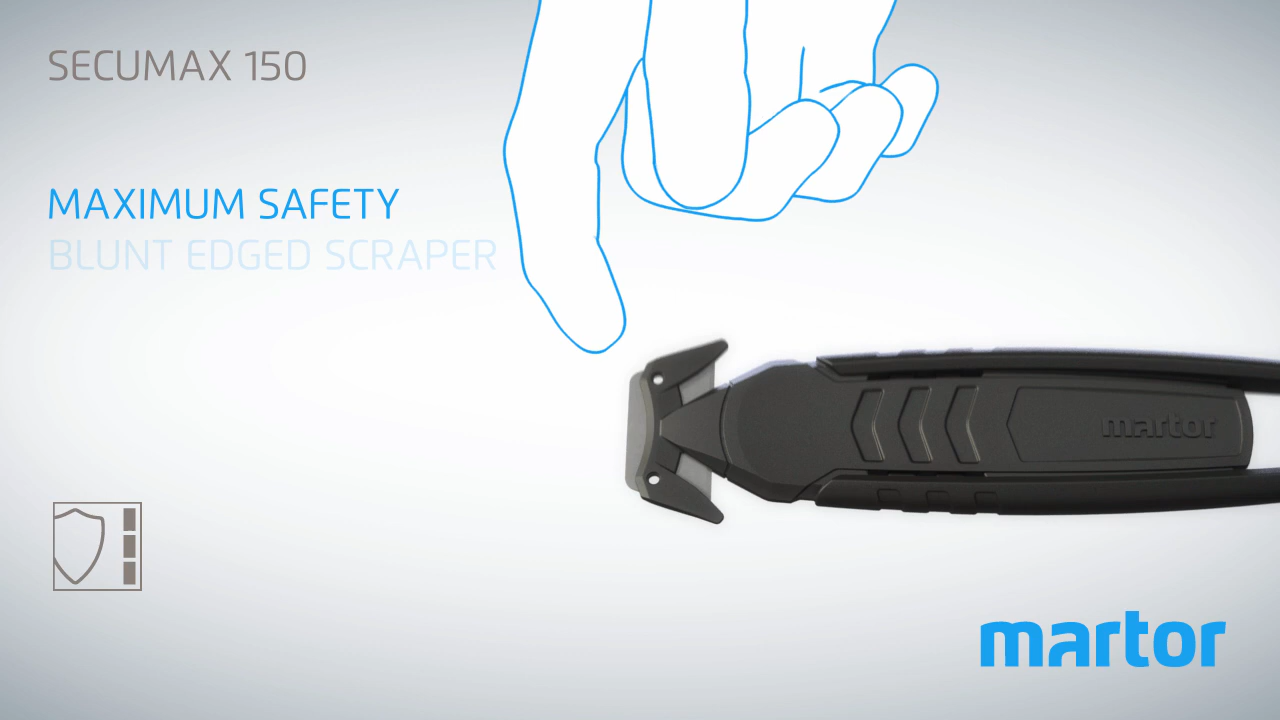 SECUMAX 150
MAXIMUM SAFETY
BLUNT EDGED SCRAPER
martor
martor